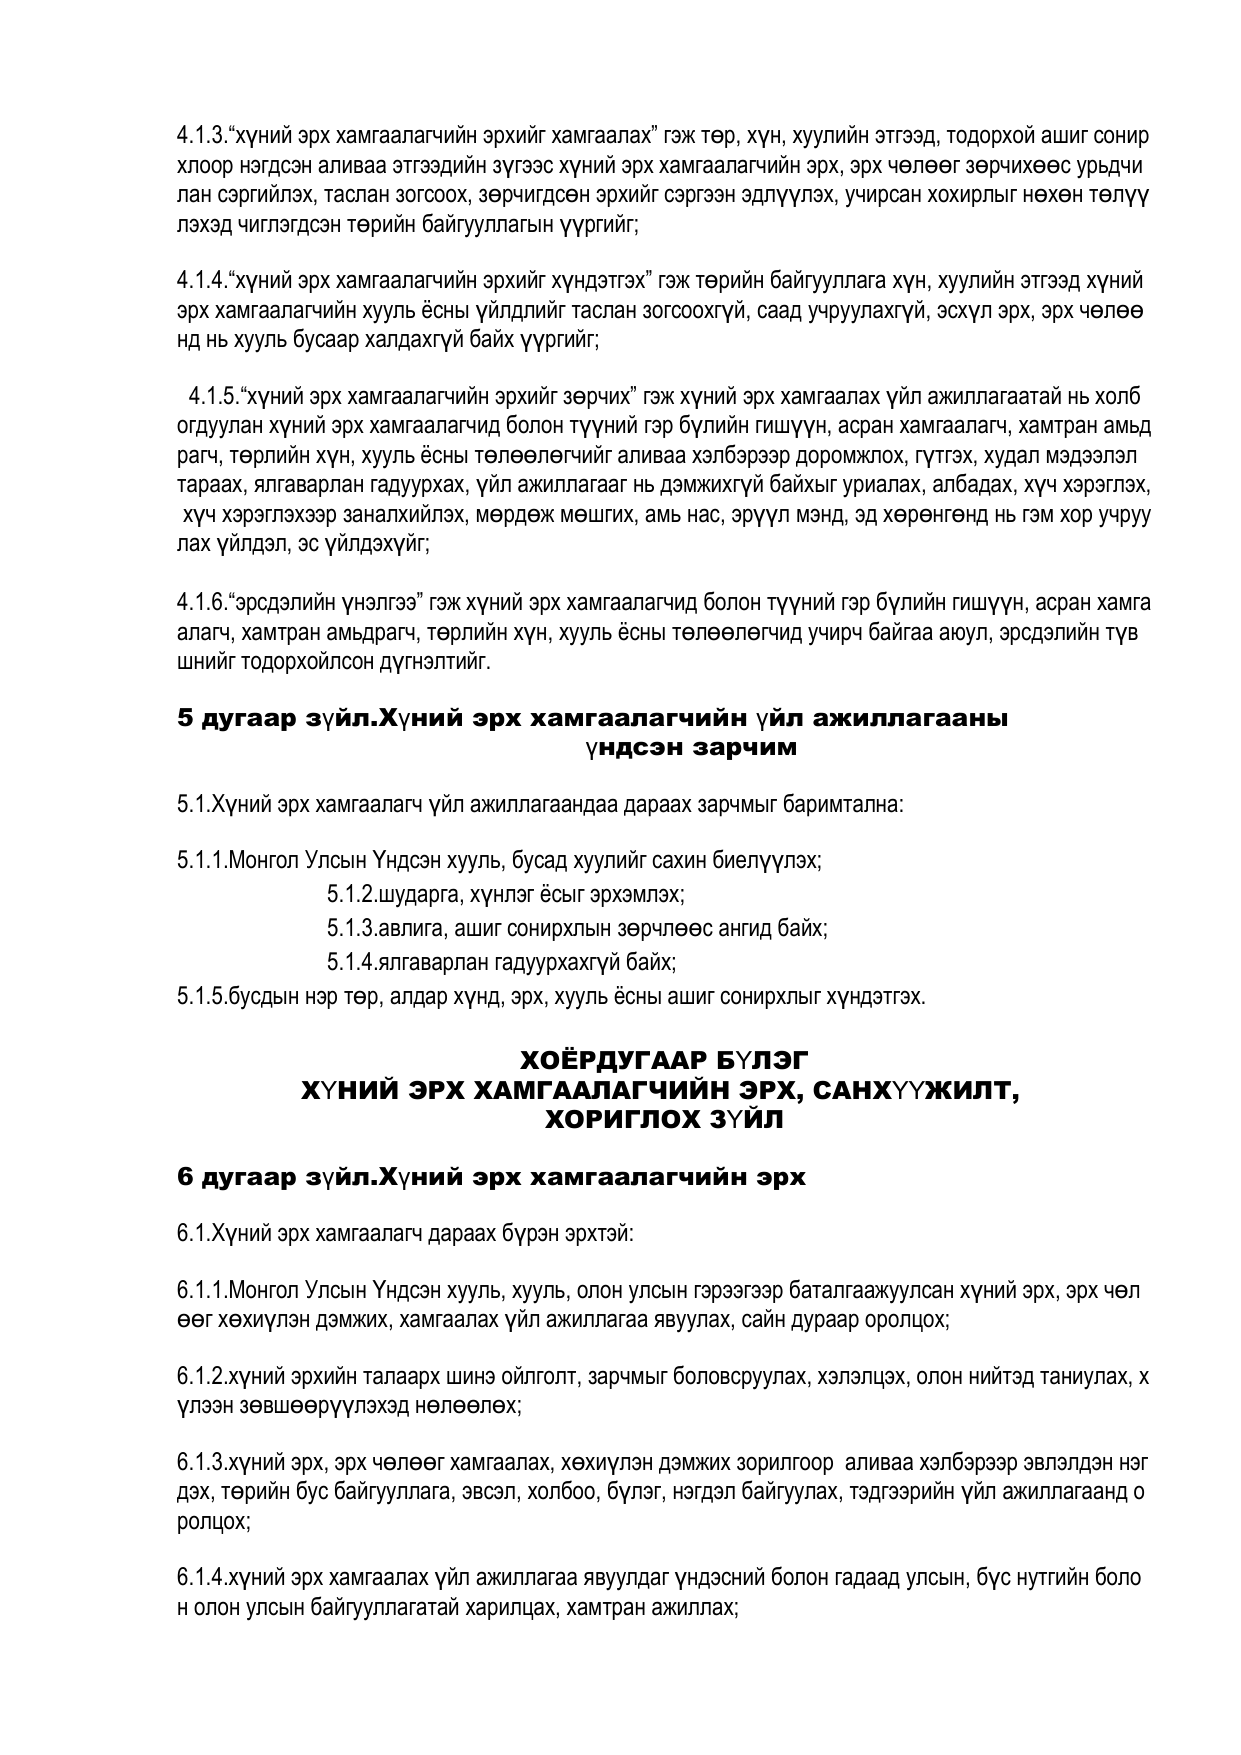 4.1.3.“хүний эрх хамгаалагчийн эрхийг хамгаалах” гэж төр, хүн, хуулийн этгээд, тодорхой ашиг сонир
хлоор нэгдсэн аливаа этгээдийн зүгээс хүний эрх хамгаалагчийн эрх, эрх чөлөөг зөрчихөөс урьдчи
лан сэргийлэх, таслан зогсоох, зөрчигдсөн эрхийг сэргээн эдлүүлэх, учирсан хохирлыг нөхөн төлүү
лэхэд чиглэгдсэн төрийн байгууллагын үүргийг;
4.1.4.“хүний эрх хамгаалагчийн эрхийг хүндэтгэх” гэж төрийн байгууллага хүн, хуулийн этгээд хүний
эрх хамгаалагчийн хууль ёсны үйлдлийг таслан зогсоохгүй, саад учруулахгүй, эсхүл эрх, эрх чөлөө
нд нь хууль бусаар халдахгүй байх үүргийг;
4.1.5.“хүний эрх хамгаалагчийн эрхийг зөрчих” гэж хүний эрх хамгаалах үйл ажиллагаатай нь холб
огдуулан хүний эрх хамгаалагчид болон түүний гэр бүлийн гишүүн, асран хамгаалагч, хамтран амьд
рагч, төрлийн хүн, хууль ёсны төлөөлөгчийг аливаа хэлбэрээр доромжлох, гүтгэх, худал мэдээлэл
тараах, ялгаварлан гадуурхах, үйл ажиллагааг нь дэмжихгүй байхыг уриалах, албадах, хүч хэрэглэх,
хүч хэрэглэхээр заналхийлэх, мөрдөж мөшгих, амь нас, эрүүл мэнд, эд хөрөнгөнд нь гэм хор учруу
лах үйлдэл, эс үйлдэхүйг;
4.1.6.“эрсдэлийн үнэлгээ” гэж хүний эрх хамгаалагчид болон түүний гэр бүлийн гишүүн, асран хамга
алагч, хамтран амьдрагч, төрлийн хүн, хууль ёсны төлөөлөгчид учирч байгаа аюул, эрсдэлийн түв
шнийг тодорхойлсон дүгнэлтийг.
5 дугаар зүйл.Хүний эрх хамгаалагчийн үйл ажиллагааны
үндсэн зарчим
5.1.Хүний эрх хамгаалагч үйл ажиллагаандаа дараах зарчмыг баримтална:
5.1.1.Монгол Улсын Үндсэн хууль, бусад хуулийг сахин биелүүлэх;
5.1.2.шударга, хүнлэг ёсыг эрхэмлэх;
5.1.3.авлига, ашиг сонирхлын зөрчлөөс ангид байх;
5.1.4.ялгаварлан гадуурхахгүй байх;
5.1.5.бусдын нэр төр, алдар хүнд, эрх, хууль ёсны ашиг сонирхлыг хүндэтгэх.
ХОЁРДУГААР БҮЛЭГ
ХҮНИЙ ЭРХ ХАМГААЛАГЧИЙН ЭРХ, САНХҮҮЖИЛТ,
ХОРИГЛОХ ЗҮЙЛ
6 дугаар зүйл.Хүний эрх хамгаалагчийн эрх
6.1.Хүний эрх хамгаалагч дараах бүрэн эрхтэй:
6.1.1.Монгол Улсын Үндсэн хууль, хууль, олон улсын гэрээгээр баталгаажуулсан хүний эрх, эрх чөл
өөг хөхиүлэн дэмжих, хамгаалах үйл ажиллагаа явуулах, сайн дураар оролцох;
6.1.2.хүний эрхийн талаарх шинэ ойлголт, зарчмыг боловсруулах, хэлэлцэх, олон нийтэд таниулах, х
үлээн зөвшөөрүүлэхэд нөлөөлөх;
6.1.3.хүний эрх, эрх чөлөөг хамгаалах, хөхиүлэн дэмжих зорилгоор  аливаа хэлбэрээр эвлэлдэн нэг
дэх, төрийн бус байгууллага, эвсэл, холбоо, бүлэг, нэгдэл байгуулах, тэдгээрийн үйл ажиллагаанд о
ролцох;
6.1.4.хүний эрх хамгаалах үйл ажиллагаа явуулдаг үндэсний болон гадаад улсын, бүс нутгийн боло
н олон улсын байгууллагатай харилцах, хамтран ажиллах;